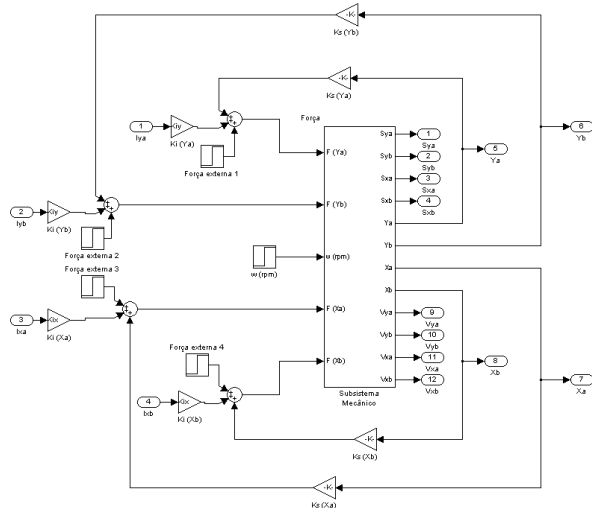 -K-
Ks (Yb)
-K-
Ks (Ya)
1
Iya
Kiy
Ki (Ya)
Força externa 1
Força
2
Iyb
Kiy
Ki (Yb)
Força externa 2
Força externa 3
3
Ixa
Kix
Ki (Xa)
w (rpm)
Força externa 4
4
Ixb
Kix
Ki (Xb)
F (Ya)
F (Yb)
w (rpm)
F (Xa)
F (Xb)
Sya
Syb
Sxa
Sxb
Ya
Yb
Xa
Xb
Vya
Vyb
Vxa
Vxb
Subsistema
Mecânico
1
Sya
2
Syb
3
Sxa
4
Sxb
5
Ya
6
Yb
9
Vya
10
Vyb
11
Vxa
12
Vxb
8
Xb
7
Xa
-K-
Ks (Xb)
-K-
Ks (Xa)